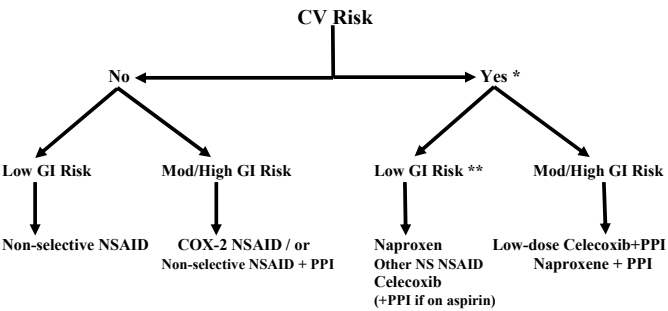 CV Risk
No
Yes *
Low GI Risk
Mod/High GI Risk
Low GI Risk **
Mod/High GI Risk
Non-selective NSAID
COX-2 NSAID / or
Non-selective NSAID + PPI
Naproxen
Other NS NSAID
Celecoxib
(+PPI if on aspirin)
Low-dose Celecoxib+PPI
Naproxene + PPI